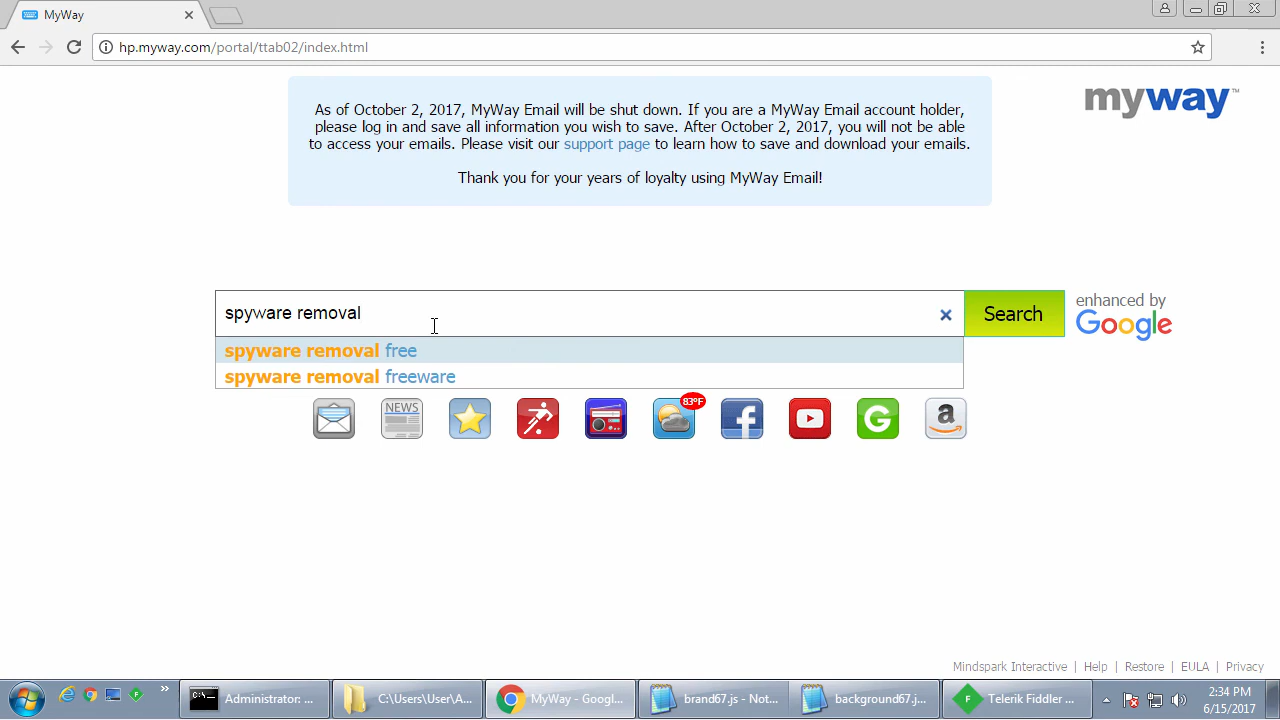 MyWay
hp.myway.com/portal/ttab02/index.html
As of October 2, 2017, MyWay Email will be shut down. If you are a MyWay Email account holder,
please log in and save all information you wish to save. After October 2, 2017, you will not be able
to access your emails. Please visit our support page to learn how to save and download your emails.
Thank you for your years of loyalty using MyWay Email!
myway™
spyware removal
Search
enhanced by
Google
spyware removal free
spyware removal freeware
NEWS
83°F
Mindspark Interactive | Help | Restore | EULA | Privacy
Administrator: ...
C:\Users\User\A...
MyWay - Googl...
brand67.js - Not...
background67.j...
Telerik Fiddler ...
2:34 PM
6/15/2017